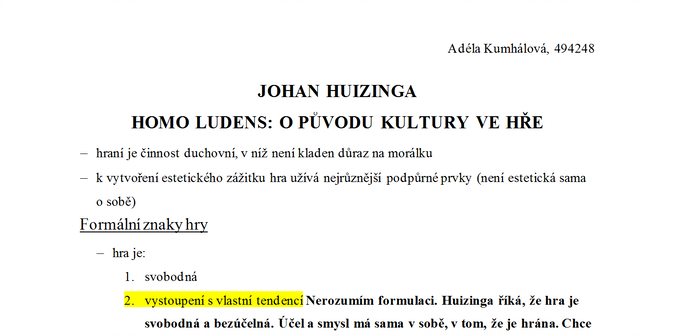 Adéla Kumhálová, 494248
JOHAN HUIZINGA
HOMO LUDENS: O PŮVODU KULTURY VE HŘE
– hraní je činnost duchovní, v níž není kladen důraz na morálku
– k vytvoření estetického zážitku hra užívá nejrůznější podpůrné prvky (není estetická sama
o sobě)
Formální znaky hry
– hra je:
1. svobodná
2. vystoupení s vlastní tendencí Nerozumím formulaci. Huizinga říká, že hra je
svobodná a bezúčelná. Účel a smysl má sama v sobě, v tom, že je hrána. Chce